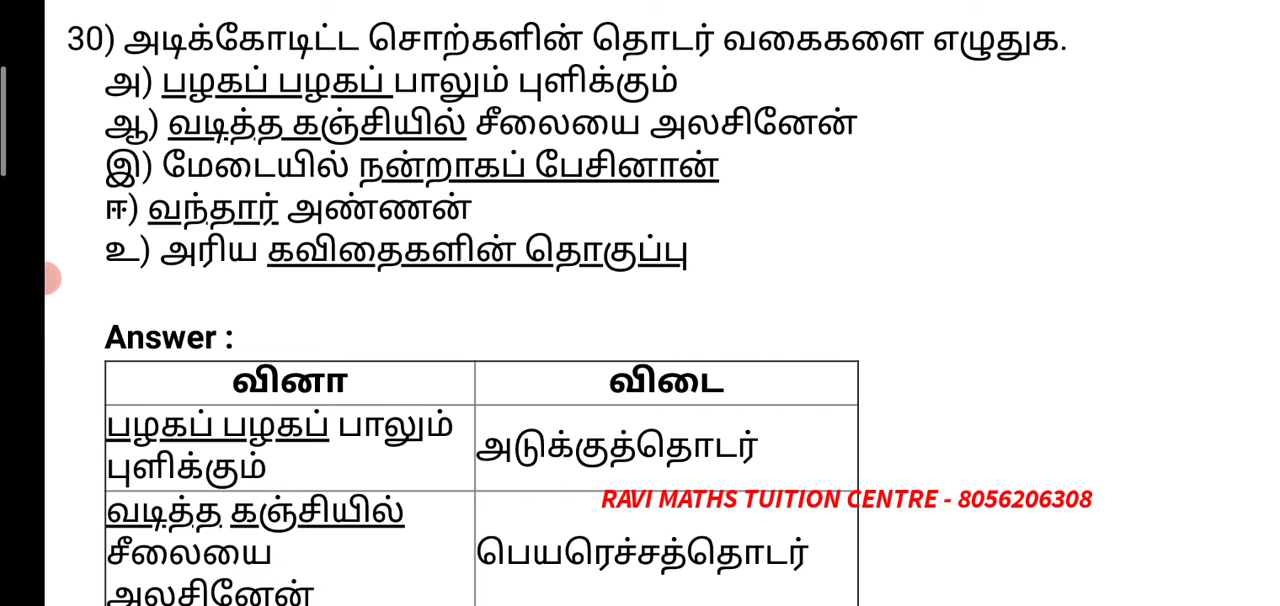 30) அடிக்கோடிட்ட சொற்களின் தொடர் வகைகளை எழுதுக.
அ) பழகப் பழகப் பாலும் புளிக்கும்
ஆ) வடித்த கஞ்சியில் சீலையை அலசினேன்
இ) மேடையில் நன்றாகப் பேசினான்
ஈ) வந்தார் அண்ணன்
உ) அரிய கவிதைகளின் தொகுப்பு
Answer :
வினா விடை
பழகப் பழகப் பாலும்
புளிக்கும்
அடுக்குத்தொடர்
RAVI MATHS TUITION CENTRE - 8056206308
வடித்த கஞ்சியில்
சீலையை
அலசினேன்
பெயரெச்சத்தொடர்